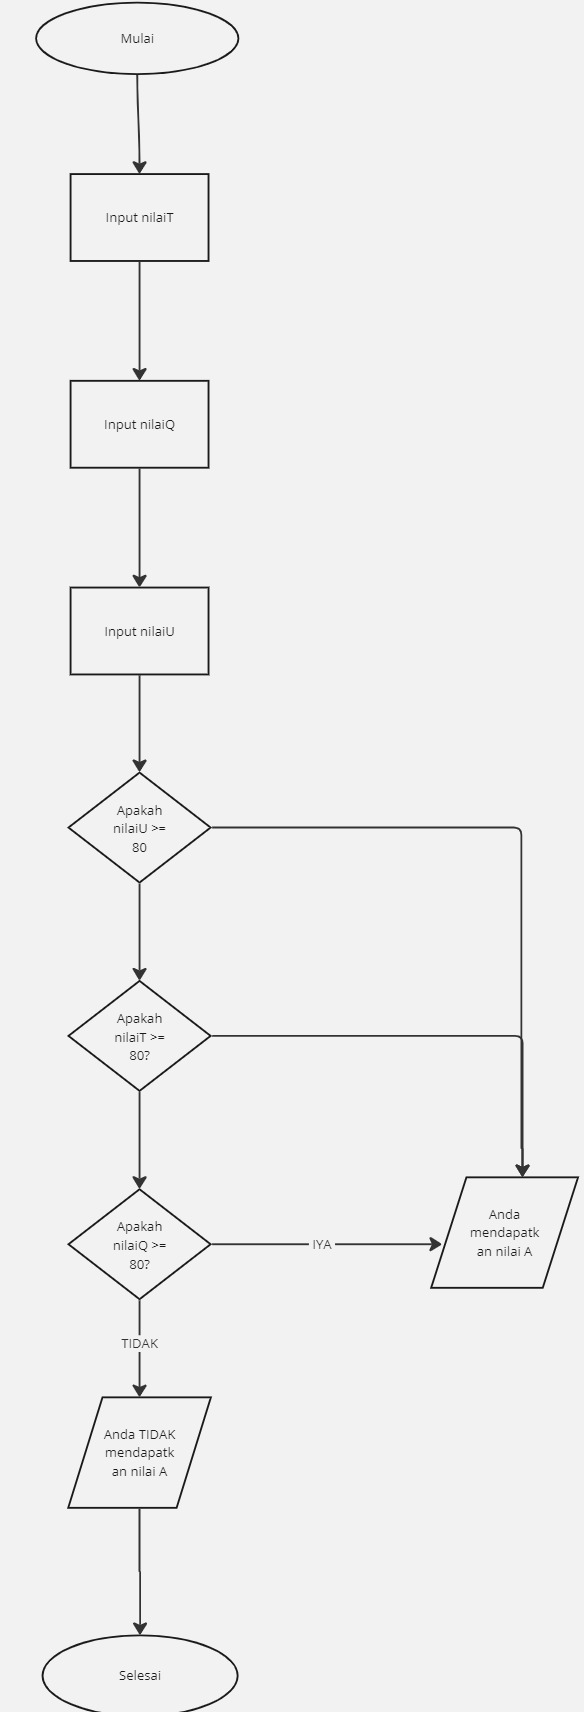 Mulai
Input nilaiT
Input nilaiQ
Input nilaiU
Apakah
nilaiU >=
80
Apakah
nilaiT >=
80?
Apakah
nilaiQ >=
80?
IYA
Anda
mendapatk
an nilai A
TIDAK
Anda TIDAK
mendapatk
an nilai A
Selesai